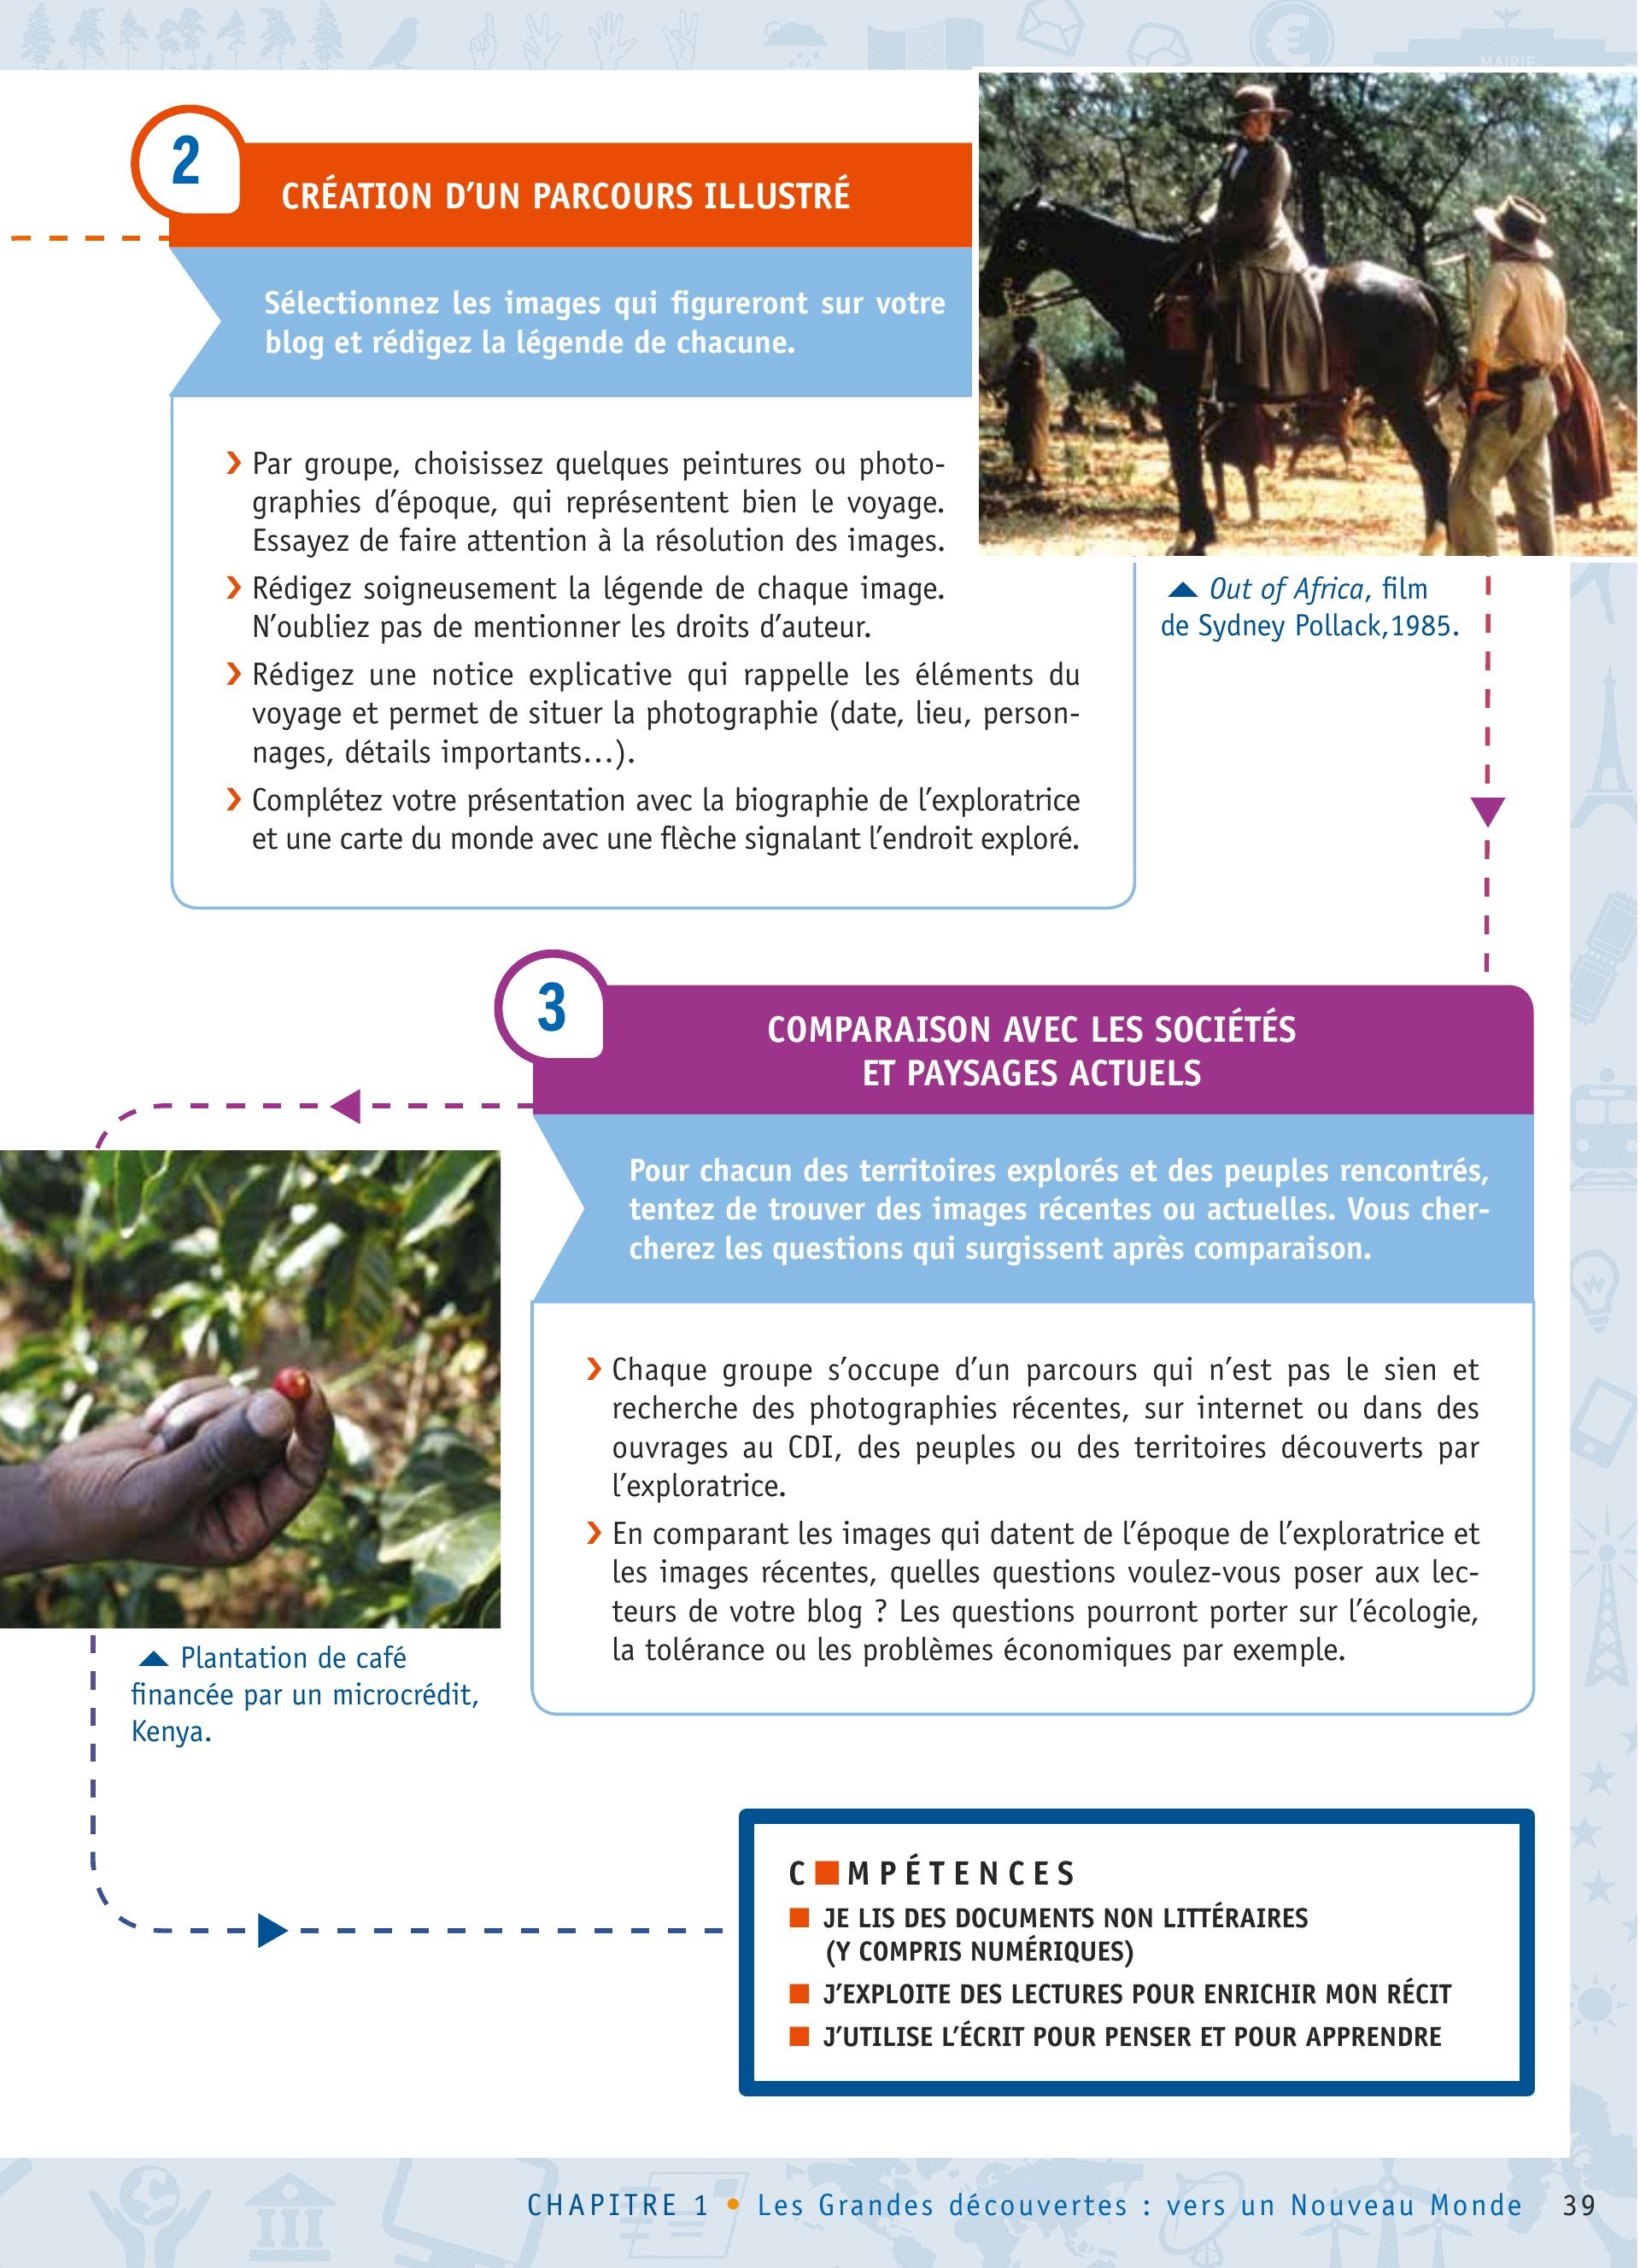 MAIRIE
2
CRÉATION D’UN PARCOURS ILLUSTRÉ
Sélectionnez les images qui figureront sur votre
blog et rédigez la légende de chacune.
❯ Par groupe, choisissez quelques peintures ou photo-
graphies d’époque, qui représentent bien le voyage.
Essayez de faire attention à la résolution des images.
❯ Rédigez soigneusement la légende de chaque image.
N’oubliez pas de mentionner les droits d’auteur.
❯ Rédigez une notice explicative qui rappelle les éléments du
voyage et permet de situer la photographie (date, lieu, person-
nages, détails importants…).
❯ Complétez votre présentation avec la biographie de l’exploratrice
et une carte du monde avec une flèche signalant l’endroit exploré.
▲ Out of Africa, film
de Sydney Pollack,1985.
3
COMPARAISON AVEC LES SOCIÉTÉS
ET PAYSAGES ACTUELS
Pour chacun des territoires explorés et des peuples rencontrés,
tentez de trouver des images récentes ou actuelles. Vous cher-
cherez les questions qui surgissent après comparaison.
❯ Chaque groupe s’occupe d’un parcours qui n’est pas le sien et
recherche des photographies récentes, sur internet ou dans des
ouvrages au CDI, des peuples ou des territoires découverts par
l’exploratrice.
❯ En comparant les images qui datent de l’époque de l’exploratrice et
les images récentes, quelles questions voulez-vous poser aux lec-
teurs de votre blog ? Les questions pourront porter sur l’écologie,
la tolérance ou les problèmes économiques par exemple.
▲ Plantation de café
financée par un microcrédit,
Kenya.
C■MPÉTENCES
■ JE LIS DES DOCUMENTS NON LITTÉRAIRES
(Y COMPRIS NUMÉRIQUES)
■ J’EXPLOITE DES LECTURES POUR ENRICHIR MON RÉCIT
■ J’UTILISE L’ÉCRIT POUR PENSER ET POUR APPRENDRE
CHAPITRE 1 • Les Grandes découvertes : vers un Nouveau Monde 39